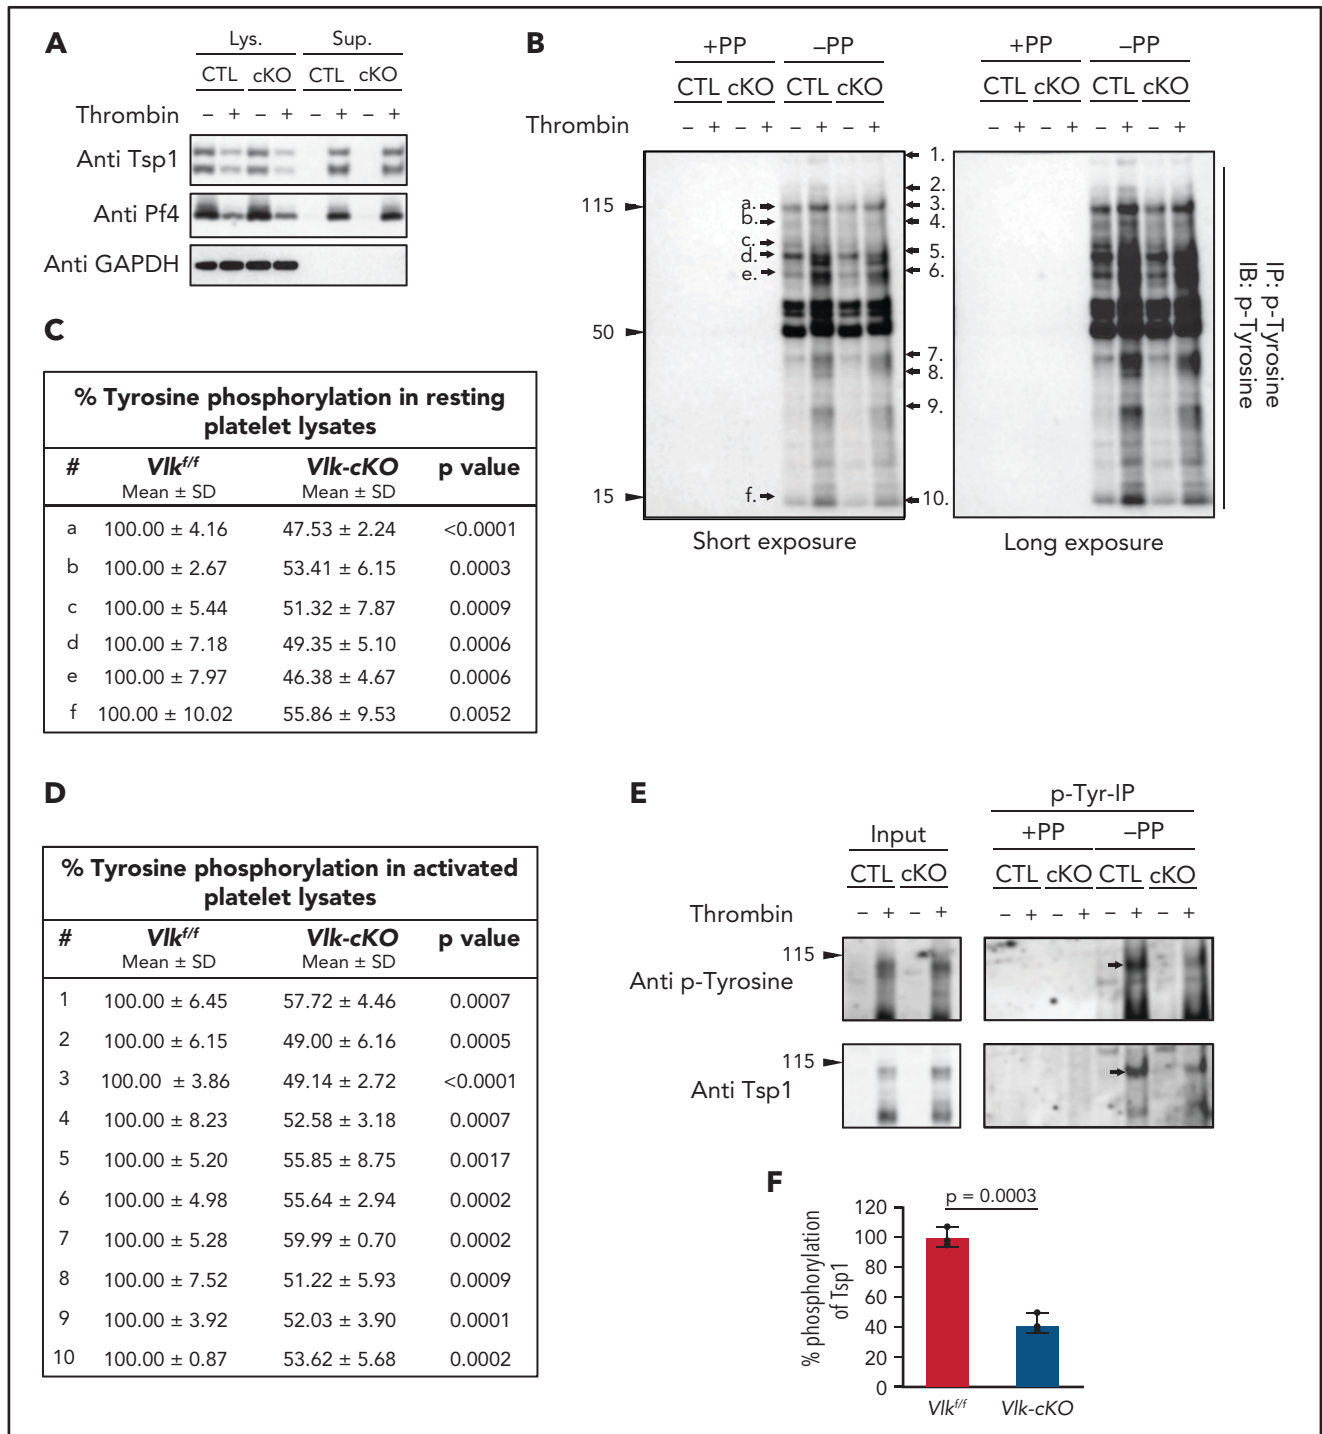 A
Lys. Sup.
CTL cKO CTL cKO
Thrombin – + – + – + – +
Anti Tsp1
Anti Pf4
Anti GAPDH
B
+PP –PP +PP –PP
CTL cKO CTL cKO CTL cKO CTL cKO
Thrombin – + – + – + – + – + – +
115
50
15
a.
b.
c.
d.
e.
f.
1.
2.
3.
4.
5.
6.
7.
8.
9.
10.
IP: p-Tyrosine
IB: p-Tyrosine
Short exposure Long exposure
C
% Tyrosine phosphorylation in resting
platelet lysates
# Vlk^f/f Vlk-cKO p value
Mean ± SD Mean ± SD
a 100.00 ± 4.16 47.53 ± 2.24 <0.0001
b 100.00 ± 2.67 53.41 ± 6.15 0.0003
c 100.00 ± 5.44 51.32 ± 7.87 0.0009
d 100.00 ± 7.18 49.35 ± 5.10 0.0006
e 100.00 ± 7.97 46.38 ± 4.67 0.0006
f 100.00 ± 10.02 55.86 ± 9.53 0.0052
D
% Tyrosine phosphorylation in activated
platelet lysates
# Vlk^f/f Vlk-cKO p value
Mean ± SD Mean ± SD
1 100.00 ± 6.45 57.72 ± 4.46 0.0007
2 100.00 ± 6.15 49.00 ± 6.16 0.0005
3 100.00 ± 3.86 49.14 ± 2.72 <0.0001
4 100.00 ± 8.23 52.58 ± 3.18 0.0007
5 100.00 ± 5.20 55.85 ± 8.75 0.0017
6 100.00 ± 4.98 55.64 ± 2.94 0.0002
7 100.00 ± 5.28 59.99 ± 0.70 0.0002
8 100.00 ± 7.52 51.22 ± 5.93 0.0009
9 100.00 ± 3.92 52.03 ± 3.90 0.0001
10 100.00 ± 0.87 53.62 ± 5.68 0.0002
E
p-Tyr-IP
Input +PP –PP
CTL cKO CTL cKO CTL cKO
Thrombin – + – + – + – + – +
115
Anti p-Tyrosine
115
Anti Tsp1
F
p = 0.0003
% phosphorylation
of Tsp1
120
100
80
60
40
20
0
Vlk^f/f Vlk-cKO